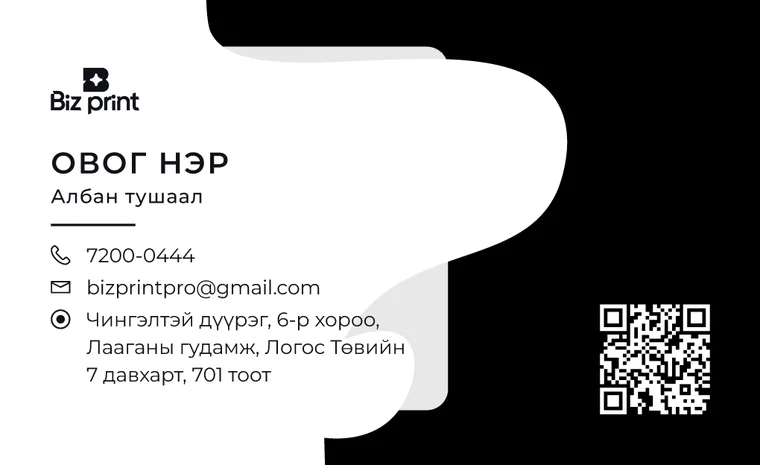 Biz print
ОВОГ НЭР
Албан тушаал
7200-0444
bizprintpro@gmail.com
Чингэлтэй дүүрэг, 6-р хороо,
Лааганы гудамж, Логос Төвийн
7 давхарт, 701 тоот